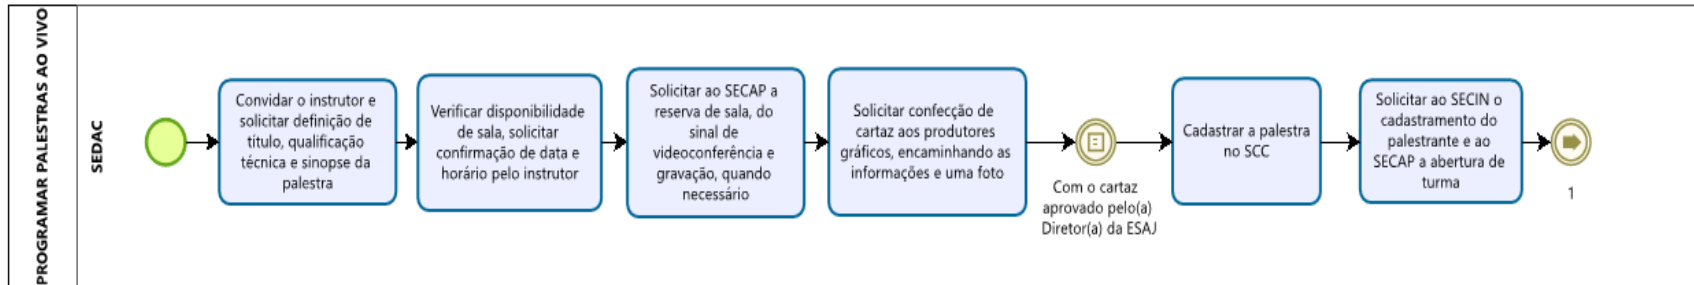 PROGRAMAR PALESTRAS AO VIVO
SEDAC
Convidar o instrutor e
solicitar definição de
título, qualificação
técnica e sinopse da
palestra
Verificar disponibilidade
de sala, solicitar
confirmação de data e
horário pelo instrutor
Solicitar ao SECAP a
reserva de sala, do
sinal de
videoconferência e
gravação, quando
necessário
Solicitar confecção de
cartaz aos produtores
gráficos, encaminhando as
informações e uma foto
Com o cartaz
aprovado pelo(a)
Diretor(a) da ESAJ
Cadastrar a palestra
no SCC
Solicitar ao SECIN o
cadastramento do
palestrante e ao
SECAP a abertura de
turma
1